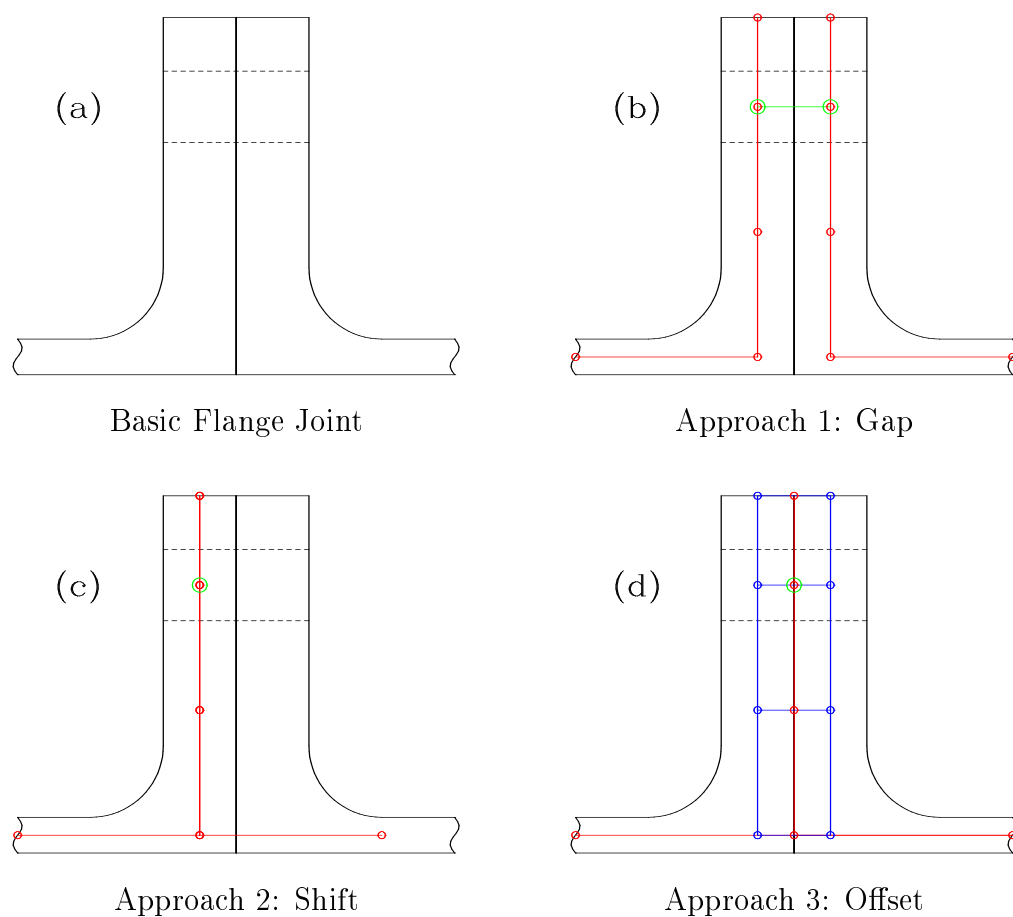 (a)
(b)
Basic Flange Joint
Approach 1: Gap
(c)
(d)
Approach 2: Shift
Approach 3: Offset